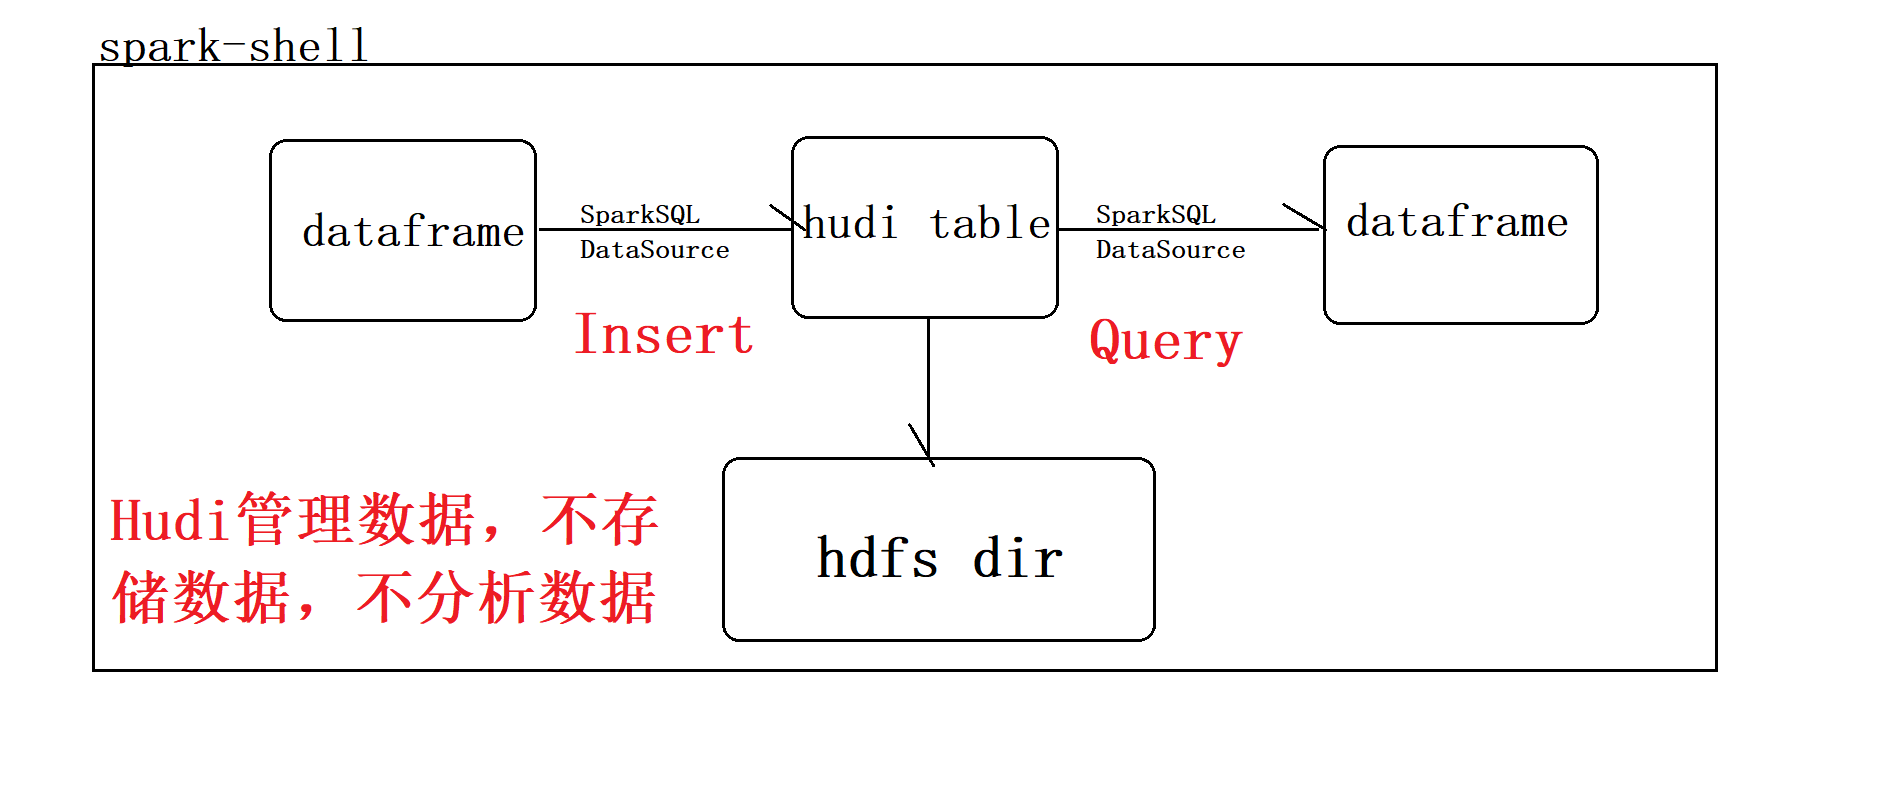 spark-shell
dataframe
SparkSQL
DataSource
Insert
hudi table
SparkSQL
DataSource
Query
dataframe
Hudi管理数据，不存
储数据，不分析数据
hdfs dir